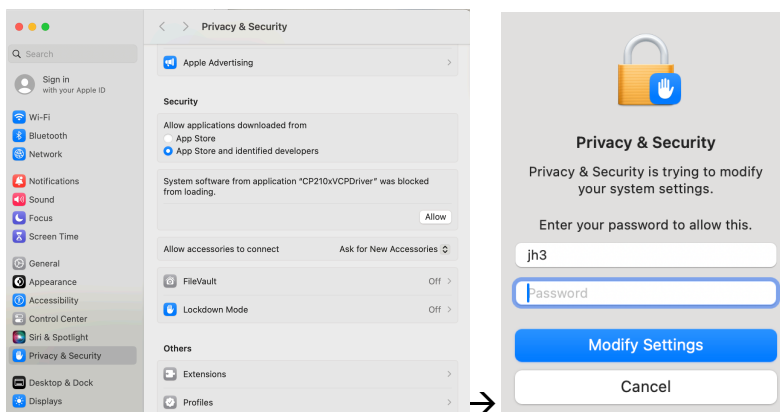 Privacy & Security
Search
Sign in
with your Apple ID
Wi-Fi
Bluetooth
Network
Notifications
Sound
Focus
Screen Time
General
Appearance
Accessibility
Control Center
Siri & Spotlight
Privacy & Security
Desktop & Dock
Displays
Apple Advertising
Security
Allow applications downloaded from
App Store
App Store and identified developers
System software from application "CP210xVCPDriver" was blocked
from loading.
Allow
Allow accessories to connect Ask for New Accessories
FileVault Off
Lockdown Mode Off
Others
Extensions
Profiles
Privacy & Security
Privacy & Security is trying to modify
your system settings.
Enter your password to allow this.
jh3
Password
Modify Settings
Cancel